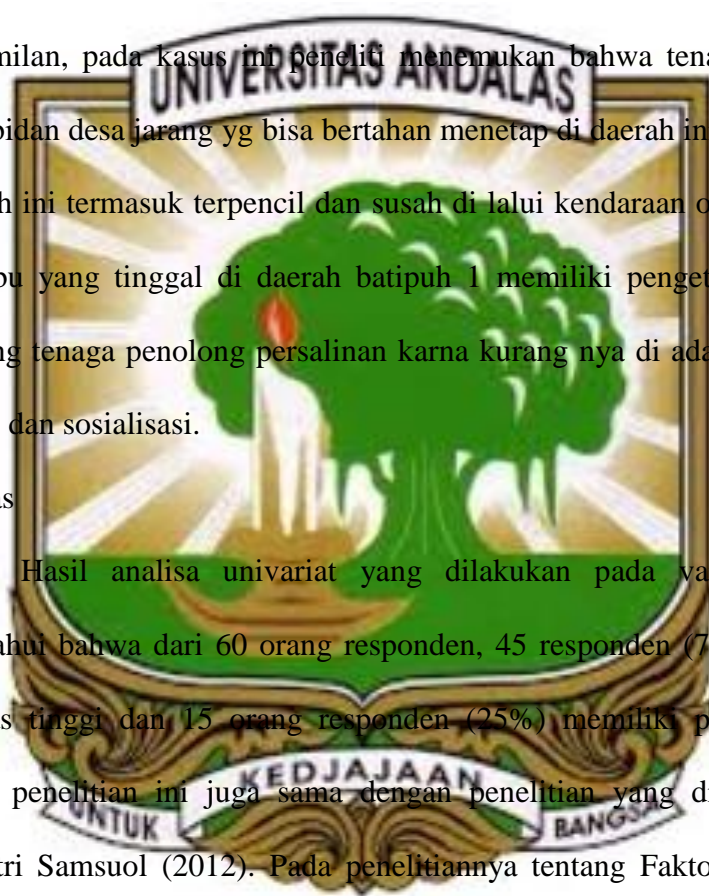 milan, pada kasus ini peneliti menemukan bahwa tena
UNIVERSITAS ANDALAS
bidan desa jarang yg bisa bertahan menetap di daerah in
h ini termasuk terpencil dan susah di lalui kendaraan o
bu yang tinggal di daerah batipuh 1 memiliki penget
ng tenaga penolong persalinan karna kurang nya di ada
dan sosialisasi.
as
Hasil analisa univariat yang dilakukan pada va
ahui bahwa dari 60 orang responden, 45 responden (7
s tinggi dan 15 orang responden (25%) memiliki p
penelitian ini juga sama dengan penelitian yang di
UNTUK KEDJAJAAN BANGSA
tri Samsuol (2012). Pada penelitiannya tentang Fakto